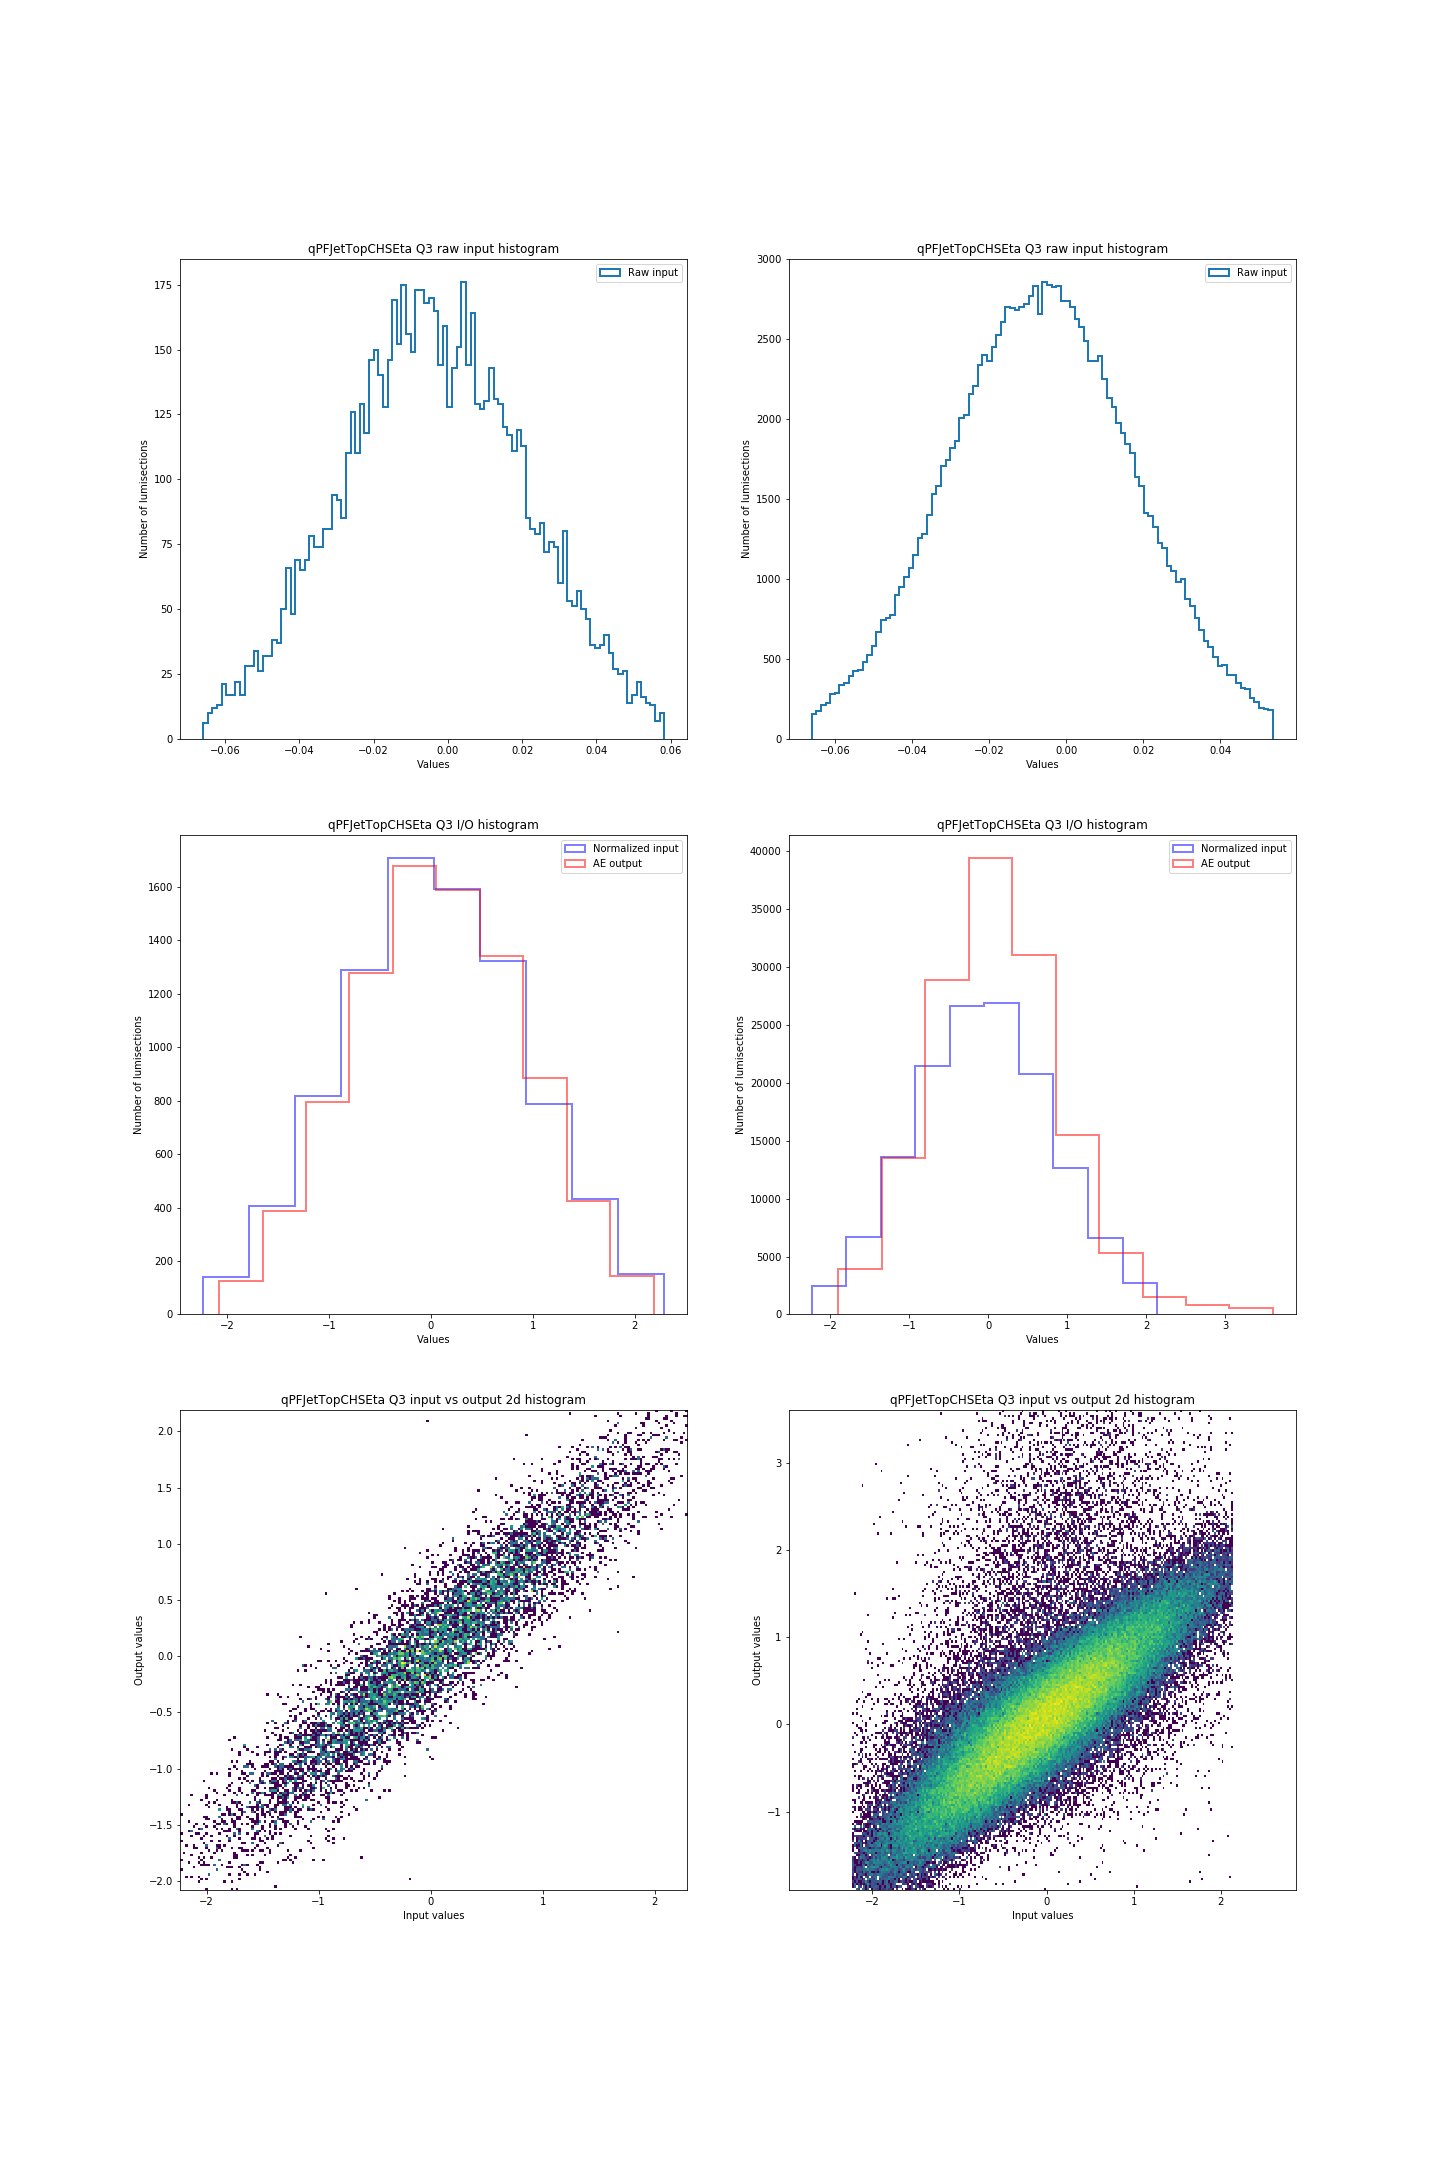 qPFJetTopCHSEta Q3 raw input histogram
Raw input
175
150
125
100
75
50
25
0
Number of lumisections
−0.06 −0.04 −0.02 0.00 0.02 0.04 0.06
Values
qPFJetTopCHSEta Q3 raw input histogram
Raw input
3000
2500
2000
1500
1000
500
0
Number of lumisections
−0.06 −0.04 −0.02 0.00 0.02 0.04
Values
qPFJetTopCHSEta Q3 I/O histogram
Normalized input
AE output
1600
1400
1200
1000
800
600
400
200
0
Number of lumisections
−2 −1 0 1 2
Values
qPFJetTopCHSEta Q3 I/O histogram
Normalized input
AE output
40000
35000
30000
25000
20000
15000
10000
5000
0
Number of lumisections
−2 −1 0 1 2 3
Values
qPFJetTopCHSEta Q3 input vs output 2d histogram
2.0
1.5
1.0
0.5
0.0
−0.5
−1.0
−1.5
−2.0
Output values
−2 −1 0 1 2
Input values
qPFJetTopCHSEta Q3 input vs output 2d histogram
3
2
1
0
−1
Output values
−2 −1 0 1 2
Input values